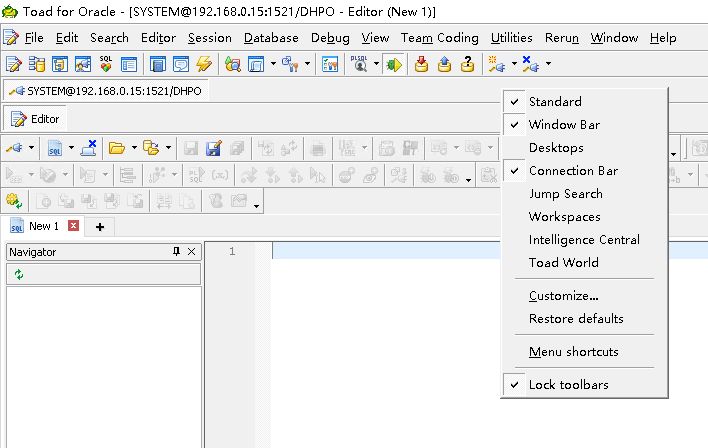 Toad for Oracle - [SYSTEM@192.168.0.15:1521/DHPO - Editor (New 1)]
File Edit Search Editor Session Database Debug View Team Coding Utilities Rerun Window Help
SQL
PLSQL
SYSTEM@192.168.0.15:1521/DHPO
Editor
SQL
SQL
New 1
Navigator
1
Standard
Window Bar
Desktops
Connection Bar
Jump Search
Workspaces
Intelligence Central
Toad World
Customize...
Restore defaults
Menu shortcuts
Lock toolbars